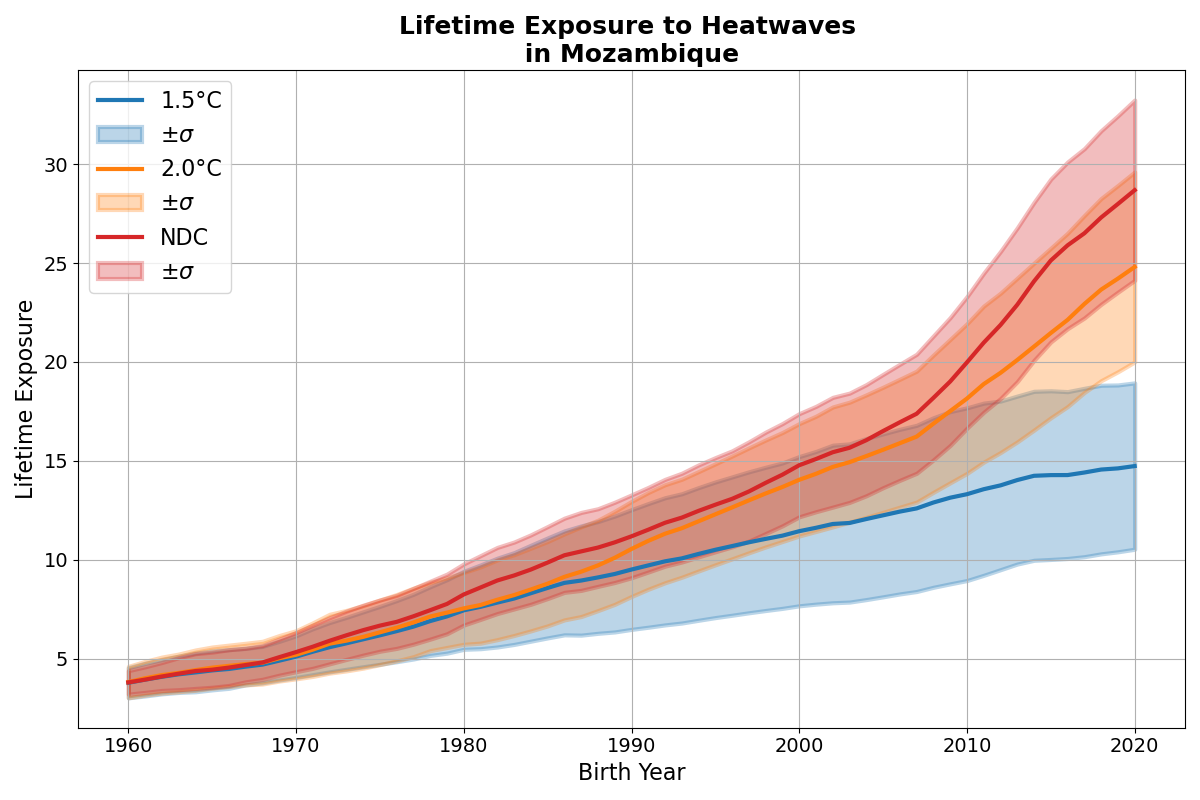 Lifetime Exposure to Heatwaves
in Mozambique
1.5°C
±σ
2.0°C
±σ
NDC
±σ
Lifetime Exposure
30
25
20
15
10
5
1960 1970 1980 1990 2000 2010 2020
Birth Year